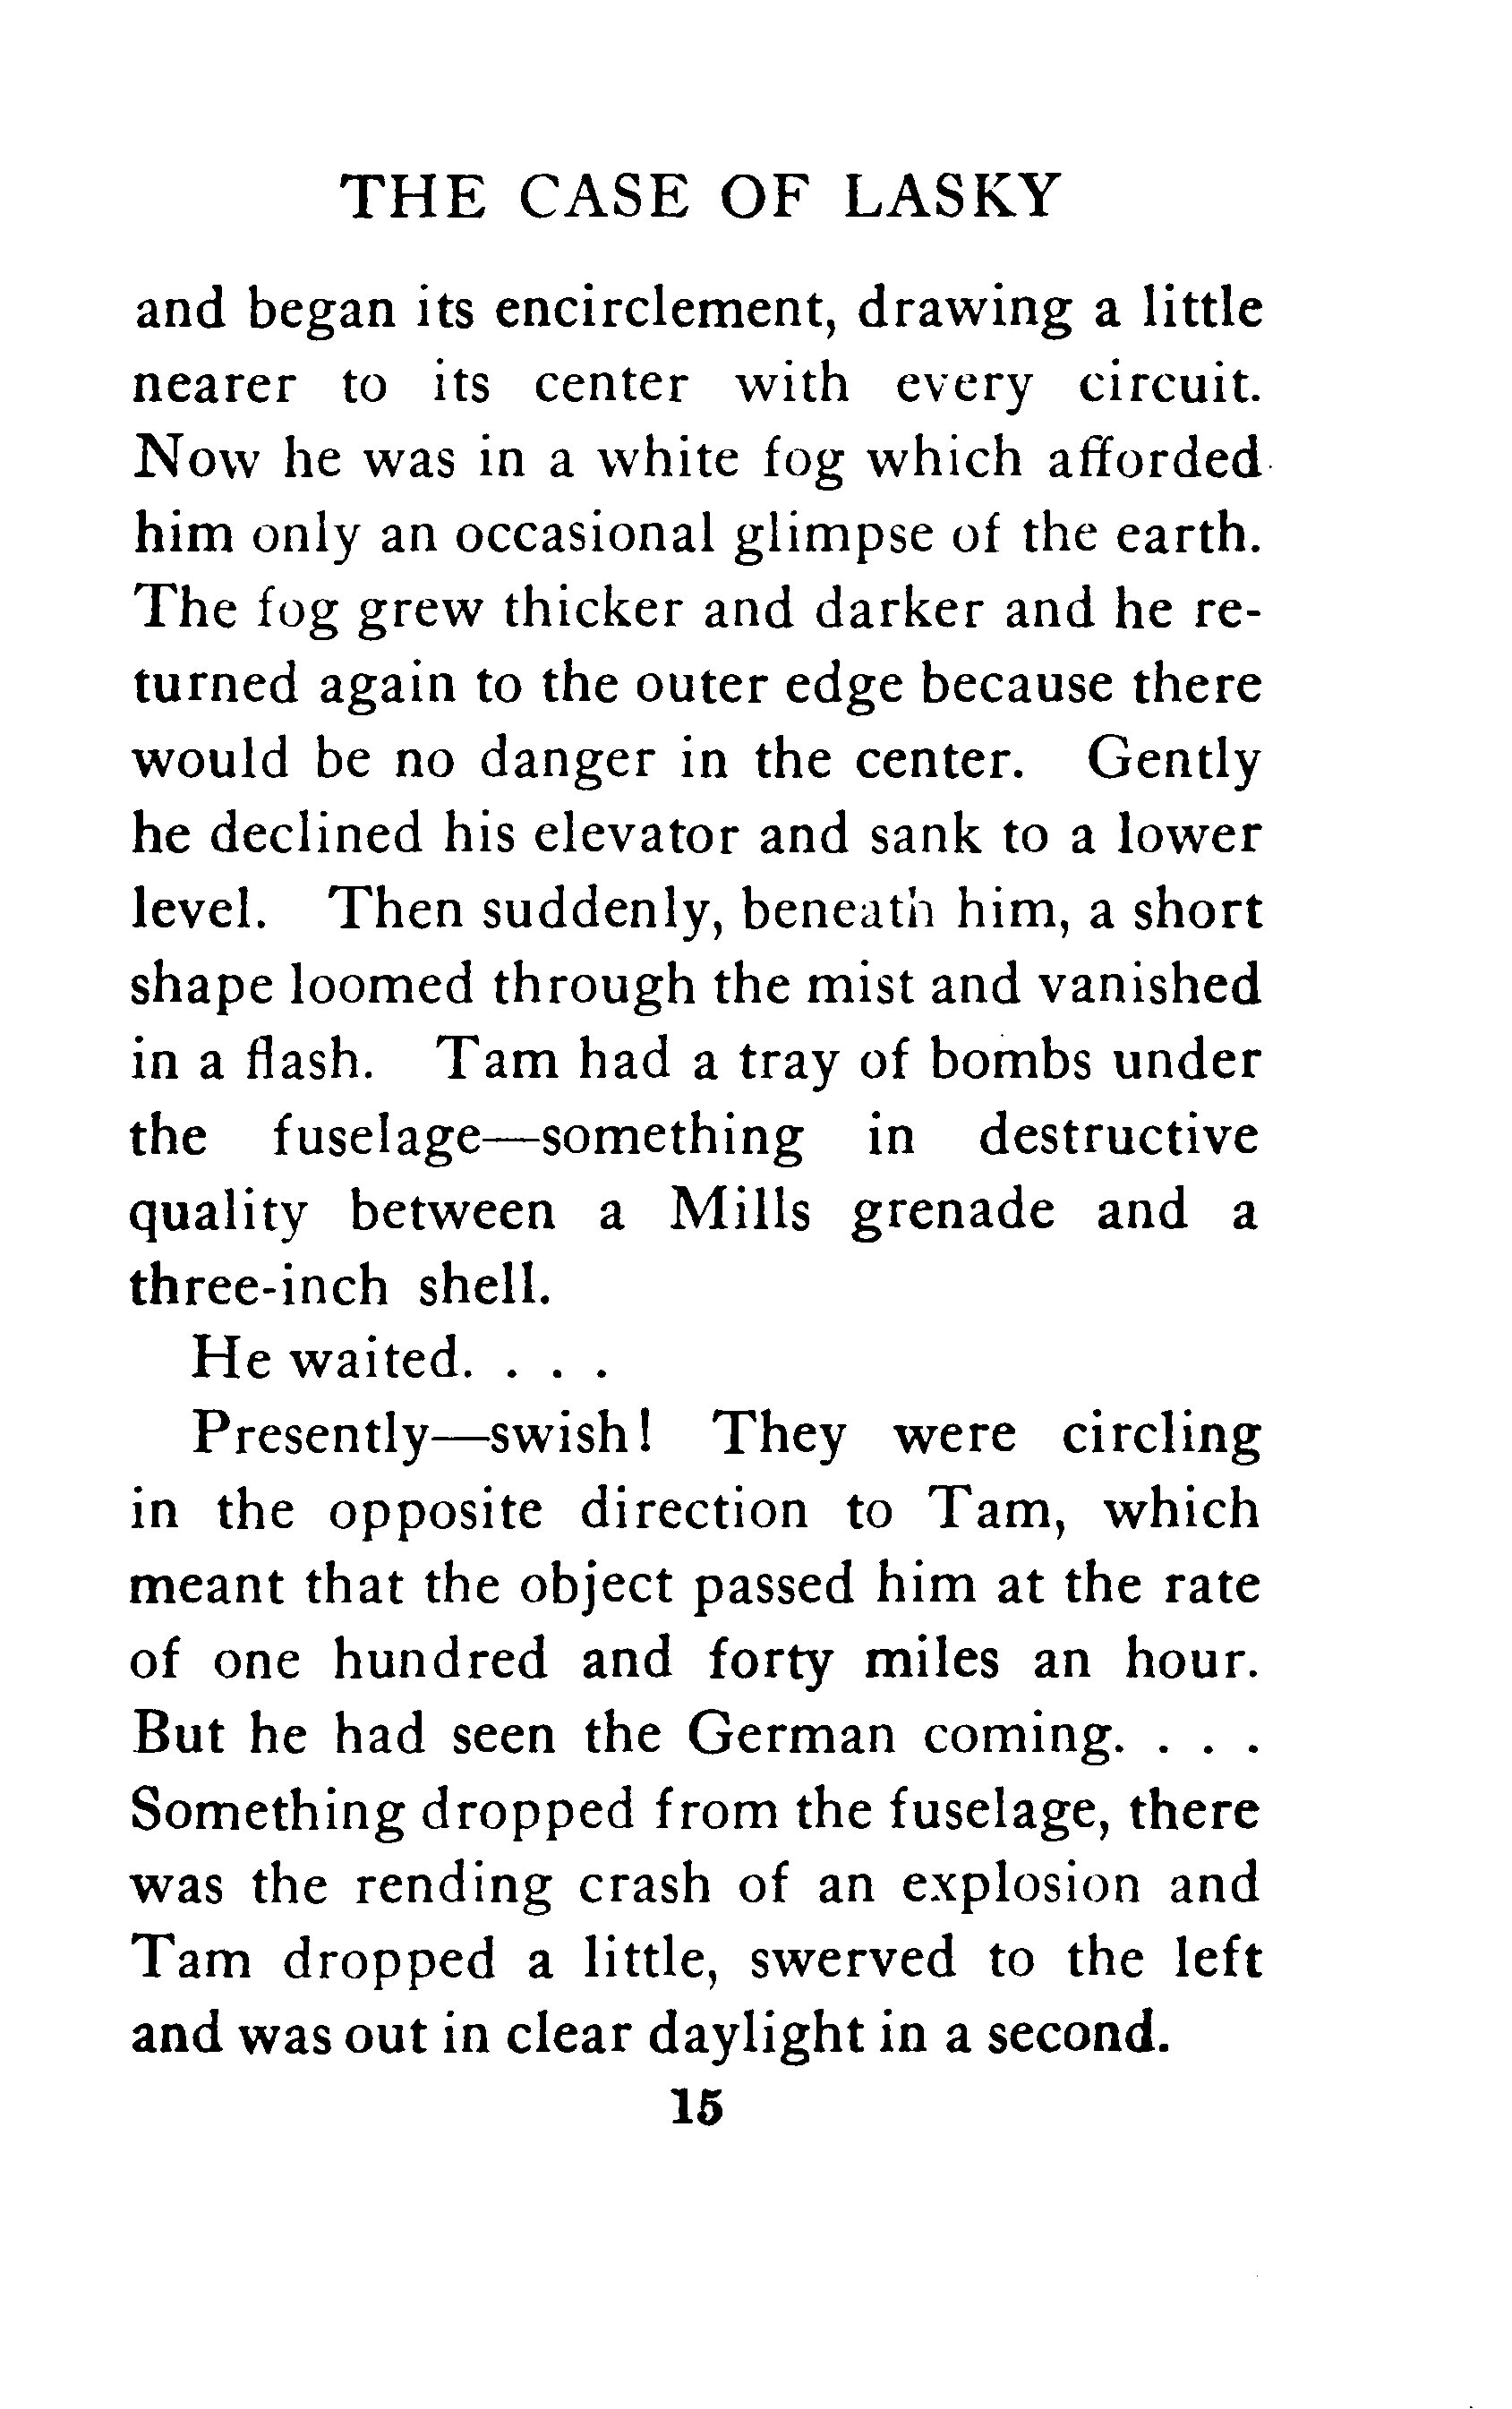 THE CASE OF LASKY
and began its encirclement, drawing a little
nearer to its center with every circuit.
Now he was in a white fog which afforded
him only an occasional glimpse of the earth.
The fog grew thicker and darker and he re-
turned again to the outer edge because there
would be no danger in the center. Gently
he declined his elevator and sank to a lower
level. Then suddenly, beneath him, a short
shape loomed through the mist and vanished
in a flash. Tam had a tray of bombs under
the fuselage—something in destructive
quality between a Mills grenade and a
three-inch shell.
He waited. . . .
Presently—swish! They were circling
in the opposite direction to Tam, which
meant that the object passed him at the rate
of one hundred and forty miles an hour.
But he had seen the German coming. . . .
Something dropped from the fuselage, there
was the rending crash of an explosion and
Tam dropped a little, swerved to the left
and was out in clear daylight in a second.
15